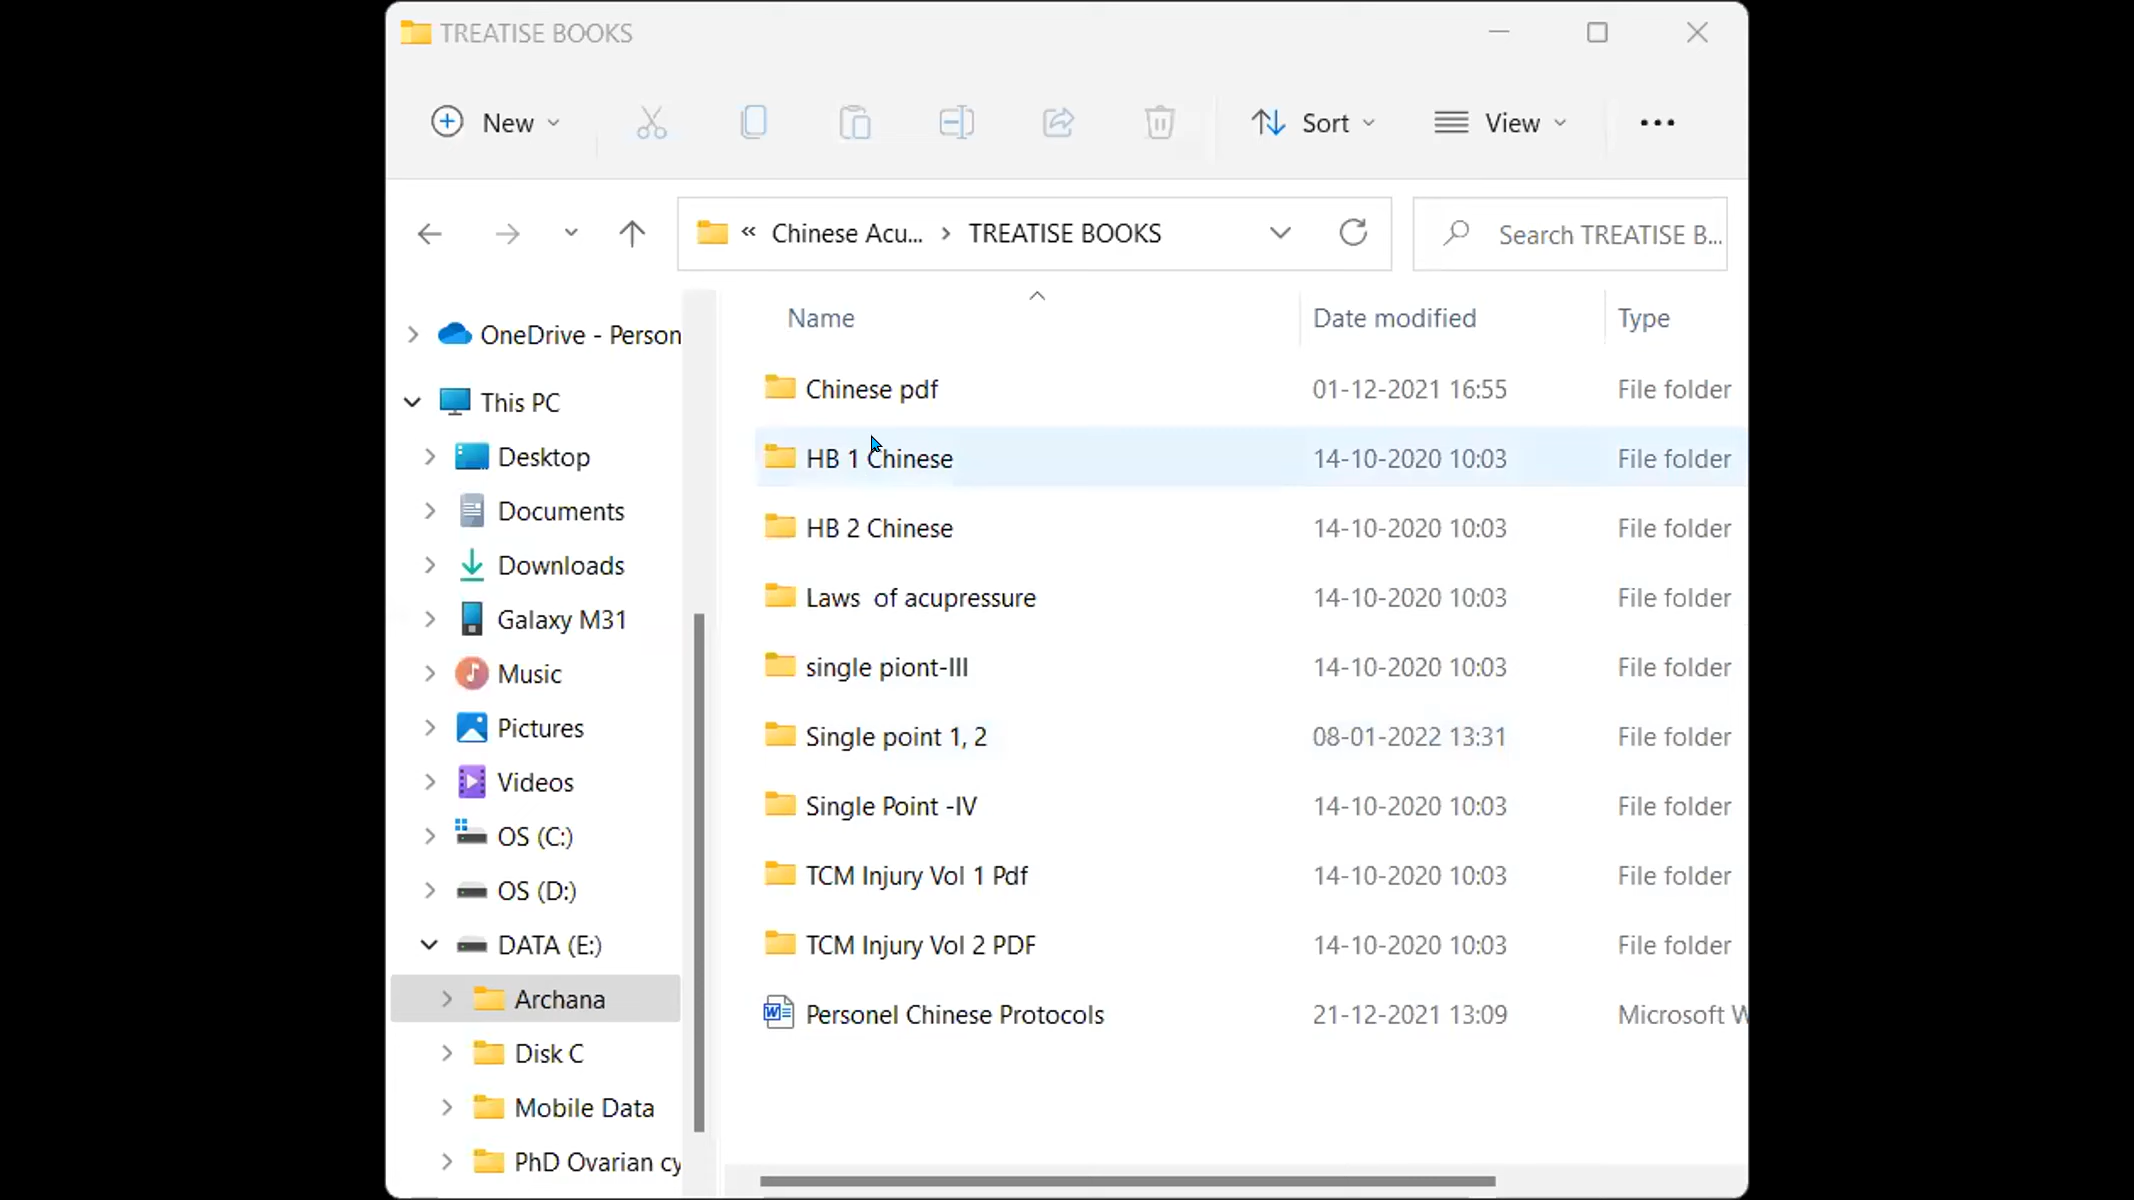 TREATISE BOOKS
New
Sort
View
« Chinese Acu... › TREATISE BOOKS
Search TREATISE B...
Name Date modified Type
OneDrive - Person
This PC
Desktop
Documents
Downloads
Galaxy M31
Music
Pictures
Videos
OS (C:)
OS (D:)
DATA (E:)
Archana
Disk C
Mobile Data
PhD Ovarian cy
Chinese pdf 01-12-2021 16:55 File folder
HB 1 Chinese 14-10-2020 10:03 File folder
HB 2 Chinese 14-10-2020 10:03 File folder
Laws  of acupressure 14-10-2020 10:03 File folder
single piont-III 14-10-2020 10:03 File folder
Single point 1, 2 08-01-2022 13:31 File folder
Single Point -IV 14-10-2020 10:03 File folder
TCM Injury Vol 1 Pdf 14-10-2020 10:03 File folder
TCM Injury Vol 2 PDF 14-10-2020 10:03 File folder
Personel Chinese Protocols 21-12-2021 13:09 Microsoft W